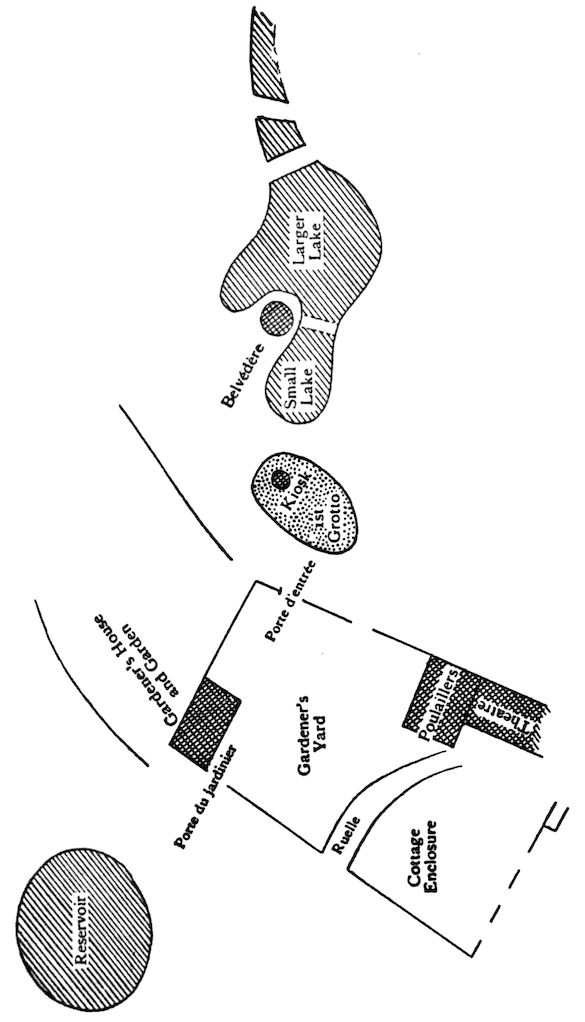 Larger
Lake
Belvédère
Small
Lake
Kiosk
1st
Grotto
Porte d'entrée
Gardener's House
and Garden
Gardener's
Yard
Poulaillers
Theatre
Porte du jardinier
Ruelle
Cottage
Enclosure
Reservoir